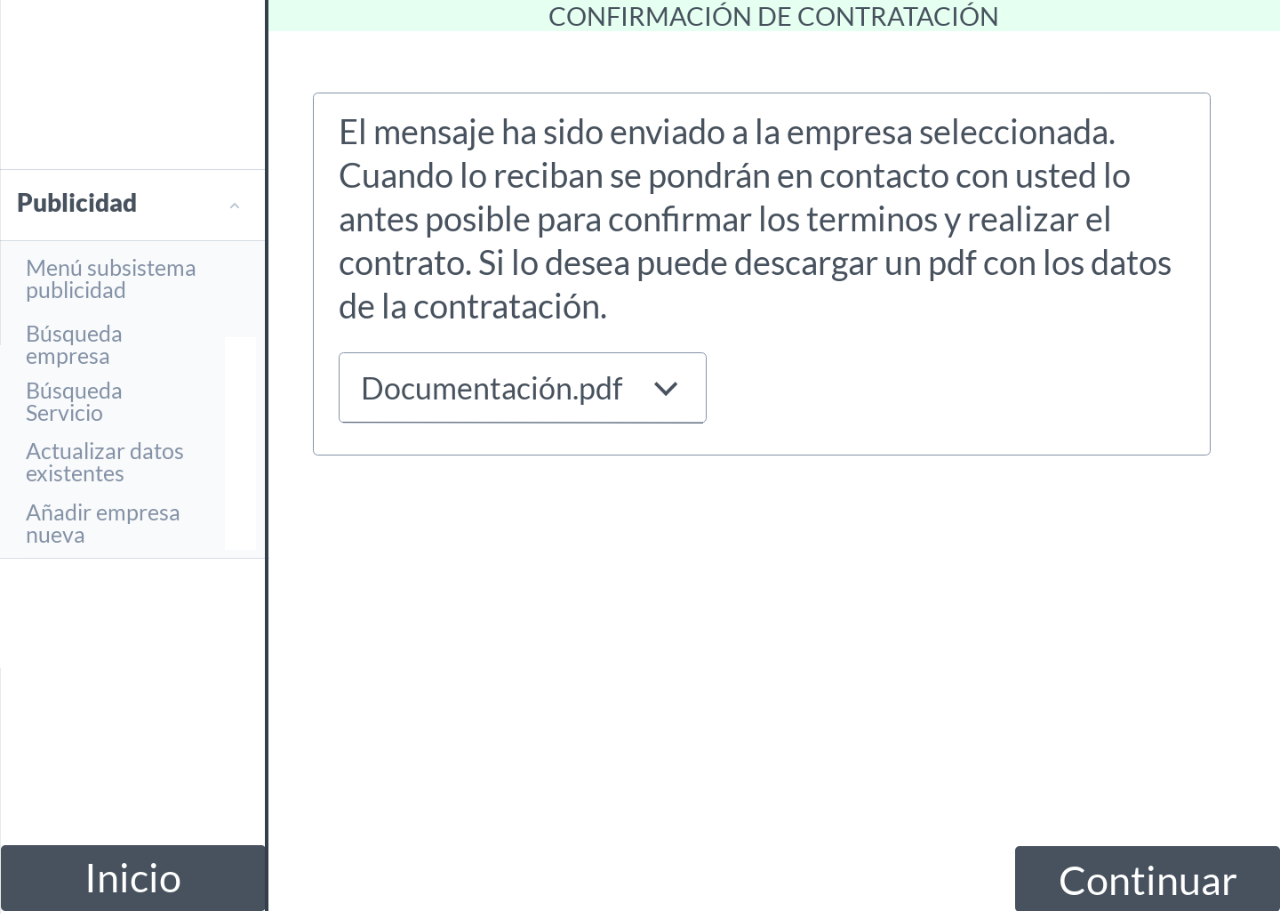 CONFIRMACIÓN DE CONTRATACIÓN
Publicidad
Menú subsistema
publicidad
Búsqueda
empresa
Búsqueda
Servicio
Actualizar datos
existentes
Añadir empresa
nueva
Inicio
El mensaje ha sido enviado a la empresa seleccionada.
Cuando lo reciban se pondrán en contacto con usted lo
antes posible para confirmar los terminos y realizar el
contrato. Si lo desea puede descargar un pdf con los datos
de la contratación.
Documentación.pdf
Continuar